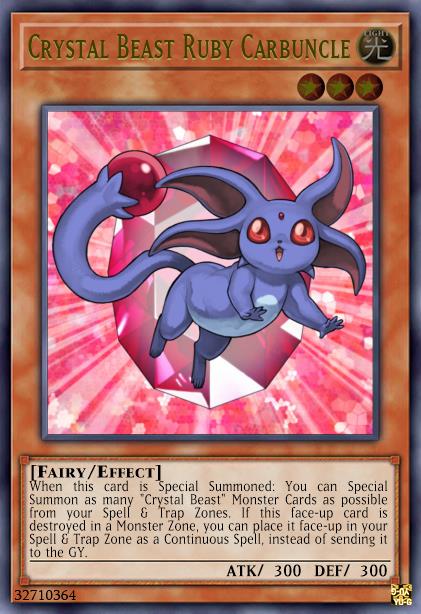 CRYSTAL BEAST RUBY CARBUNCLE
LIGHT
光
[FAIRY/EFFECT]
When this card is Special Summoned: You can Special
Summon as many "Crystal Beast" Monster Cards as possible
from your Spell & Trap Zones. If this face-up card is
destroyed in a Monster Zone, you can place it face-up in your
Spell & Trap Zone as a Continuous Spell, instead of sending it
to the GY.
ATK/ 300 DEF/ 300
32710364